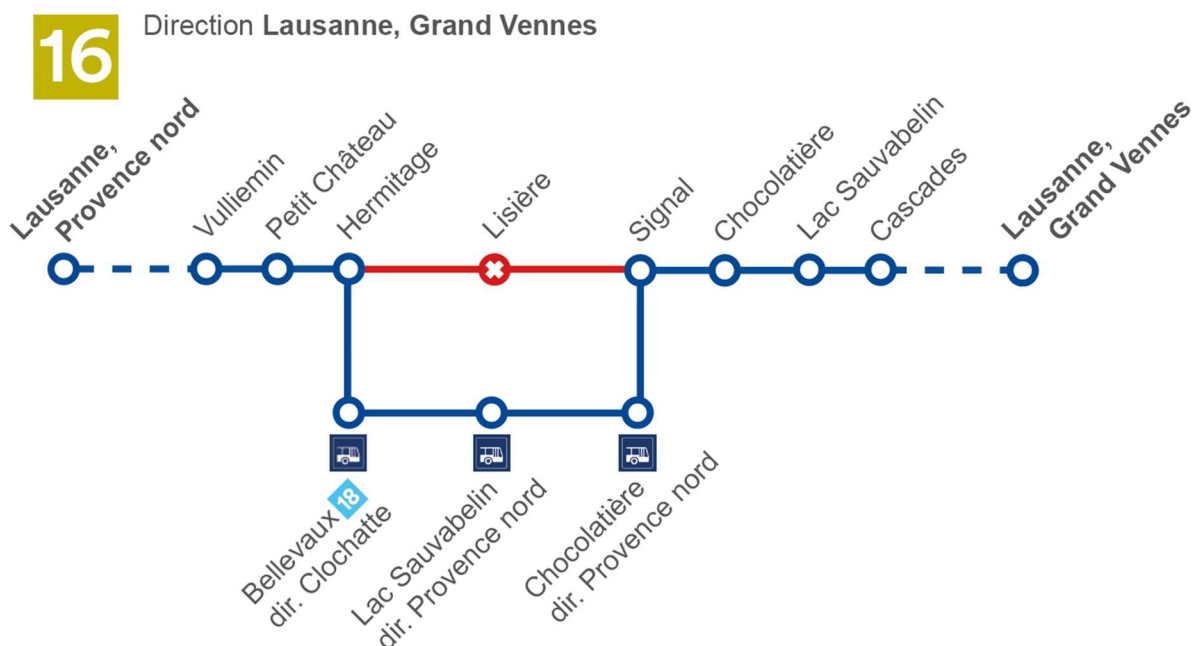 16
Direction Lausanne, Grand Vennes
Lausanne,
Provence nord
Vulliemin
Petit Château
Hermitage
Lisière
Signal
Chocolatière
Lac Sauvabelin
Cascades
Lausanne,
Grand Vennes
Bellevaux 18
dir. Clochatte
Lac Sauvabelin
dir. Provence nord
Chocolatière
dir. Provence nord